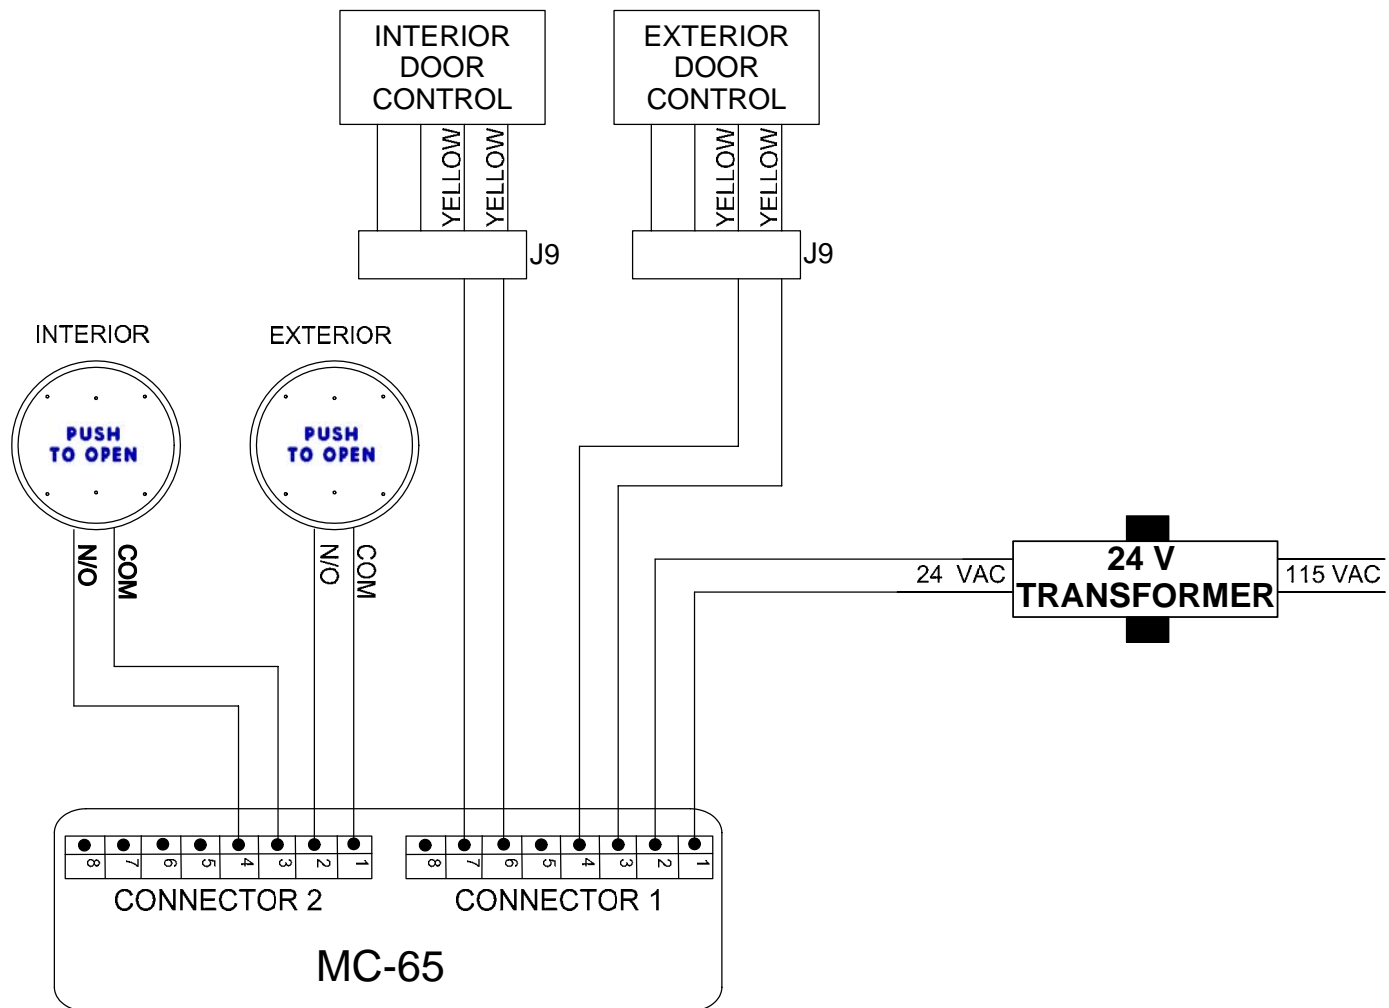 INTERIOR
DOOR
CONTROL
EXTERIOR
DOOR
CONTROL
YELLOW
YELLOW
YELLOW
YELLOW
J9
J9
INTERIOR
EXTERIOR
PUSH
TO OPEN
PUSH
TO OPEN
N/O
COM
N/O
COM
24 VAC
24 V
TRANSFORMER
115 VAC
8 7 6 5 4 3 2 1
8 7 6 5 4 3 2 1
CONNECTOR 2
CONNECTOR 1
MC-65